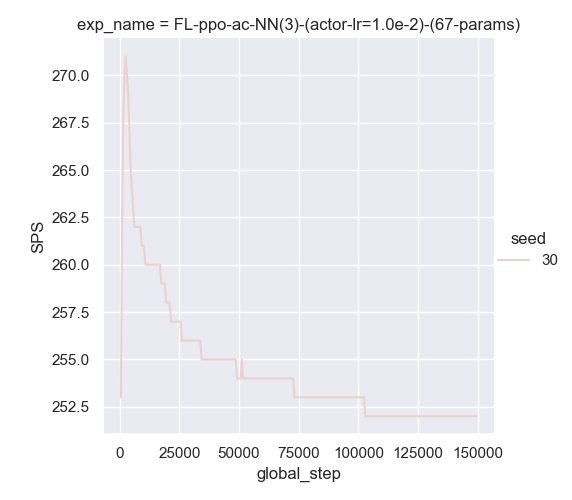 exp_name = FL-ppo-ac-NN(3)-(actor-lr=1.0e-2)-(67-params)
270.0
267.5
265.0
262.5
260.0
257.5
255.0
252.5
SPS
seed
30
0 25000 50000 75000 100000 125000 150000
global_step